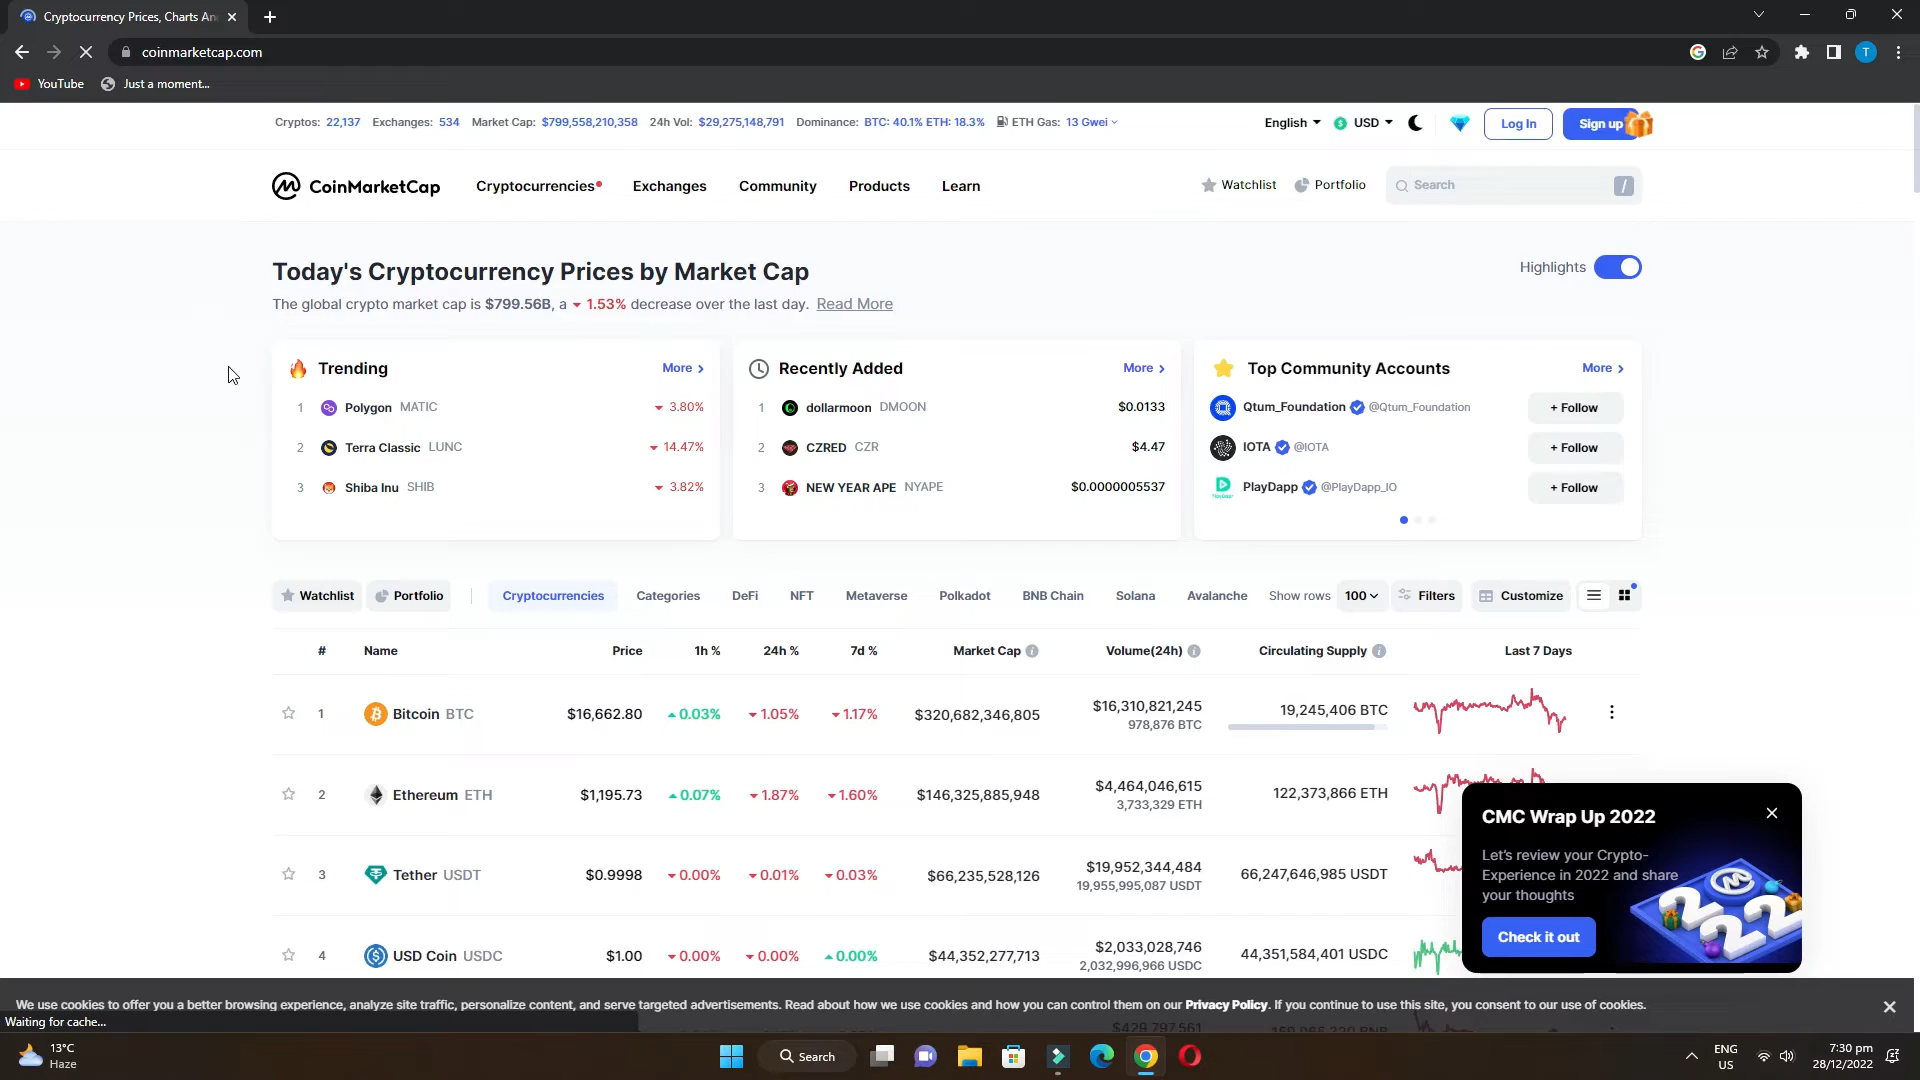 Cryptocurrency Prices, Charts An
coinmarketcap.com
T
YouTube
Just a moment...
Cryptos: 22,137 Exchanges: 534 Market Cap: $799,558,210,358 24h Vol: $29,275,148,791 Dominance: BTC: 40.1% ETH: 18.3% ETH Gas: 13 Gwei
English
USD
Log In
Sign up
CoinMarketCap
Cryptocurrencies
Exchanges
Community
Products
Learn
Watchlist
Portfolio
Search
/
Today's Cryptocurrency Prices by Market Cap
Highlights
The global crypto market cap is $799.56B, a 1.53% decrease over the last day. Read More
Trending
More
1 Polygon MATIC 3.80%
2 Terra Classic LUNC 14.47%
3 Shiba Inu SHIB 3.82%
Recently Added
More
1 dollarmoon DMOON $0.0133
2 CZRED CZR $4.47
3 NEW YEAR APE NYAPE $0.0000005537
Top Community Accounts
More
Qtum_Foundation @Qtum_Foundation + Follow
IOTA @IOTA + Follow
PlayDapp @PlayDapp_IO + Follow
Watchlist Portfolio Cryptocurrencies Categories DeFi NFT Metaverse Polkadot BNB Chain Solana Avalanche Show rows 100 Filters Customize
# Name Price 1h % 24h % 7d % Market Cap Volume(24h) Circulating Supply Last 7 Days
1 Bitcoin BTC $16,662.80 0.03% 1.05% 1.17% $320,682,346,805 $16,310,821,245 19,245,406 BTC
978,876 BTC
2 Ethereum ETH $1,195.73 0.07% 1.87% 1.60% $146,325,885,948 $4,464,046,615 122,373,866 ETH
3,733,329 ETH
3 Tether USDT $0.9998 0.00% 0.01% 0.03% $66,235,528,126 $19,952,344,484 66,247,646,985 USDT
19,955,995,087 USDT
4 USD Coin USDC $1.00 0.00% 0.00% 0.00% $44,352,277,713 $2,033,028,746 44,351,584,401 USDC
2,032,996,966 USDC
CMC Wrap Up 2022
Let's review your Crypto-
Experience in 2022 and share
your thoughts
Check it out
2022
We use cookies to offer you a better browsing experience, analyze site traffic, personalize content, and serve targeted advertisements. Read about how we use cookies and how you can control them on our Privacy Policy. If you continue to use this site, you consent to our use of cookies.
Waiting for cache...
13°C
Haze
Search
ENG
US
7:30 pm
28/12/2022